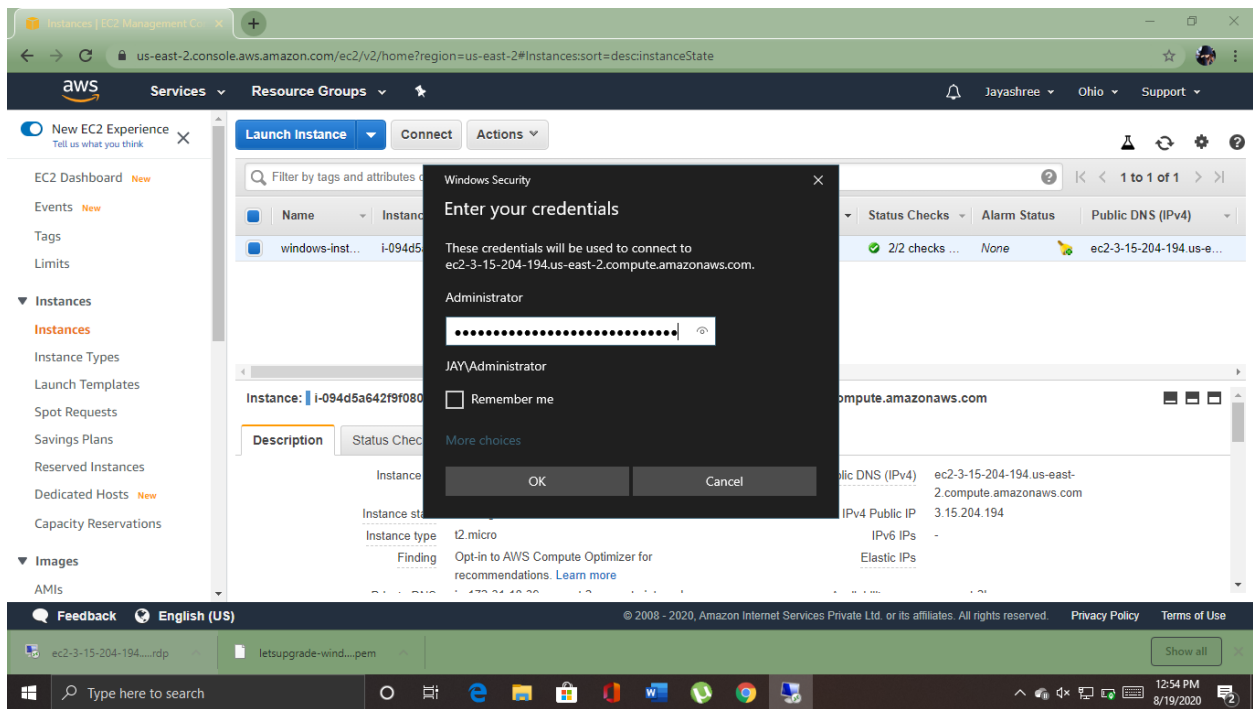 Instances | EC2 Management Co
us-east-2.console.aws.amazon.com/ec2/v2/home?region=us-east-2#Instances:sort=desc:instanceState
aws Services Resource Groups Jayashree Ohio Support
New EC2 Experience
Tell us what you think
EC2 Dashboard New
Events New
Tags
Limits
Instances
Instances
Instance Types
Launch Templates
Spot Requests
Savings Plans
Reserved Instances
Dedicated Hosts New
Capacity Reservations
Images
AMIs
Launch Instance Connect Actions
Filter by tags and attributes 1 to 1 of 1
Name Instanc Status Checks Alarm Status Public DNS (IPv4)
windows-inst... i-094d5 2/2 checks ... None ec2-3-15-204-194.us-e...
Windows Security
Enter your credentials
These credentials will be used to connect to
ec2-3-15-204-194.us-east-2.compute.amazonaws.com.
Administrator
••••••••••••••••••••••••••••••
JAY\Administrator
Remember me
More choices
OK Cancel
Instance: i-094d5a642f9f080 ompute.amazonaws.com
Description Status Chec
Instance blic DNS (IPv4) ec2-3-15-204-194.us-east-
2.compute.amazonaws.com
Instance sta IPv4 Public IP 3.15.204.194
Instance type t2.micro IPv6 IPs -
Finding Opt-in to AWS Compute Optimizer for Elastic IPs
recommendations. Learn more
Feedback English (US) © 2008 - 2020, Amazon Internet Services Private Ltd. or its affiliates. All rights reserved. Privacy Policy Terms of Use
ec2-3-15-204-194.....rdp letsupgrade-wind....pem Show all
Type here to search 12:54 PM
8/19/2020
2